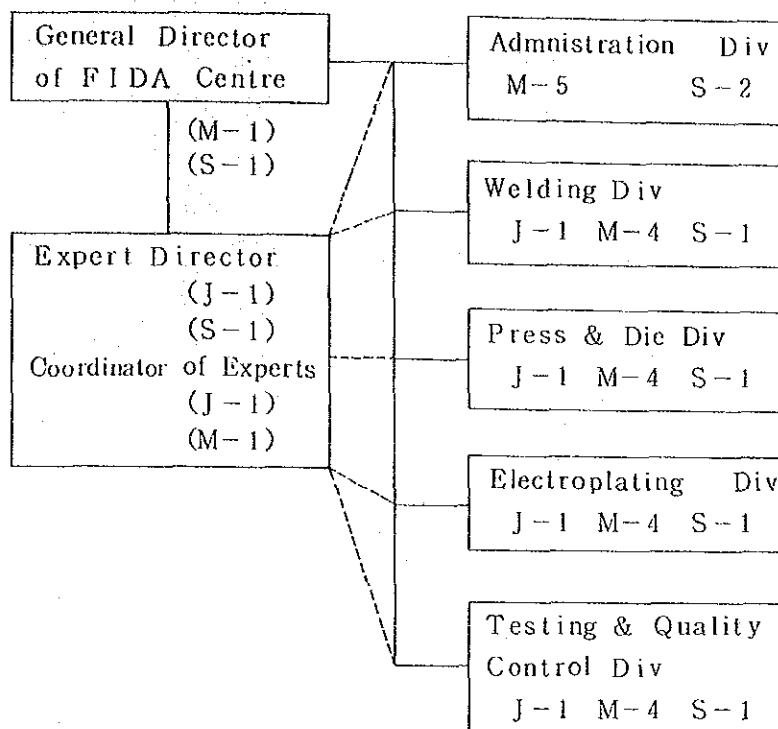 General Director
of FIDA Centre
(M-1)
(S-1)
Expert Director
(J-1)
(S-1)
Coordinator of Experts
(J-1)
(M-1)
Admnistration Div
M-5 S-2
Welding Div
J-1 M-4 S-1
Press & Die Div
J-1 M-4 S-1
Electroplating Div
J-1 M-4 S-1
Testing & Quality
Control Div
J-1 M-4 S-1